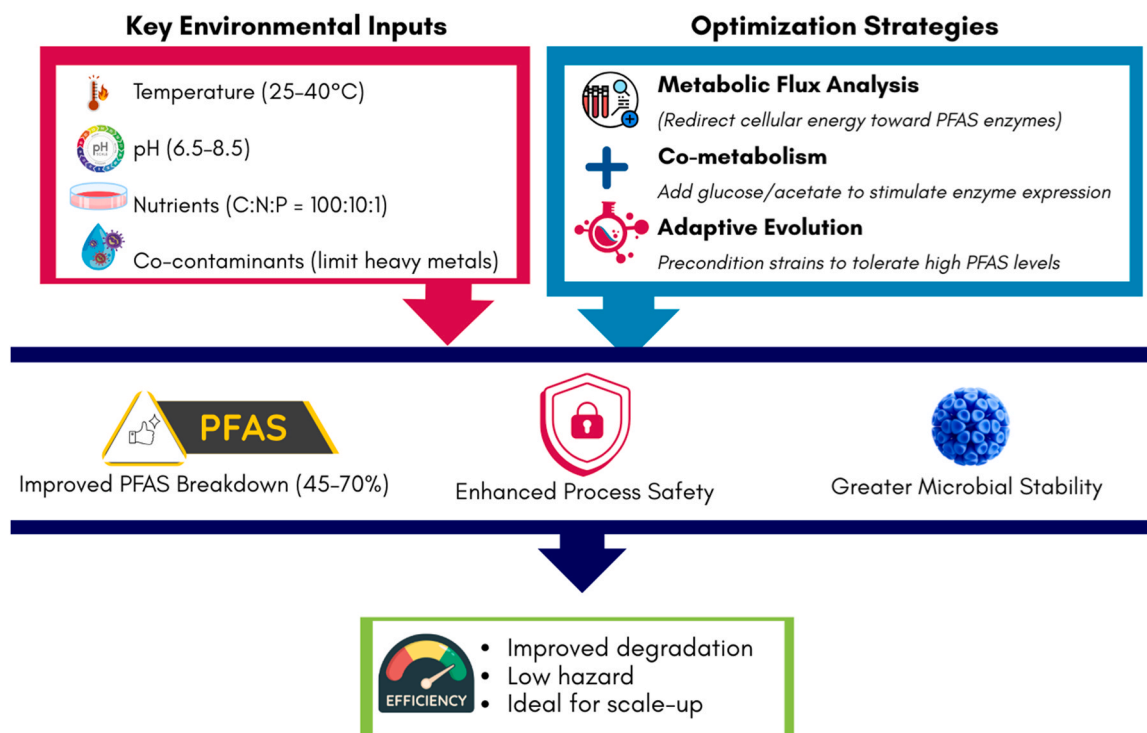 Key Environmental Inputs
Temperature (25–40°C)
pH
pH (6.5–8.5)
Nutrients (C:N:P = 100:10:1)
Co-contaminants (limit heavy metals)
Optimization Strategies
Metabolic Flux Analysis
(Redirect cellular energy toward PFAS enzymes)
Co-metabolism
Add glucose/acetate to stimulate enzyme expression
Adaptive Evolution
Precondition strains to tolerate high PFAS levels
PFAS
Improved PFAS Breakdown (45–70%)
Enhanced Process Safety
Greater Microbial Stability
EFFICIENCY
• Improved degradation
• Low hazard
• Ideal for scale-up